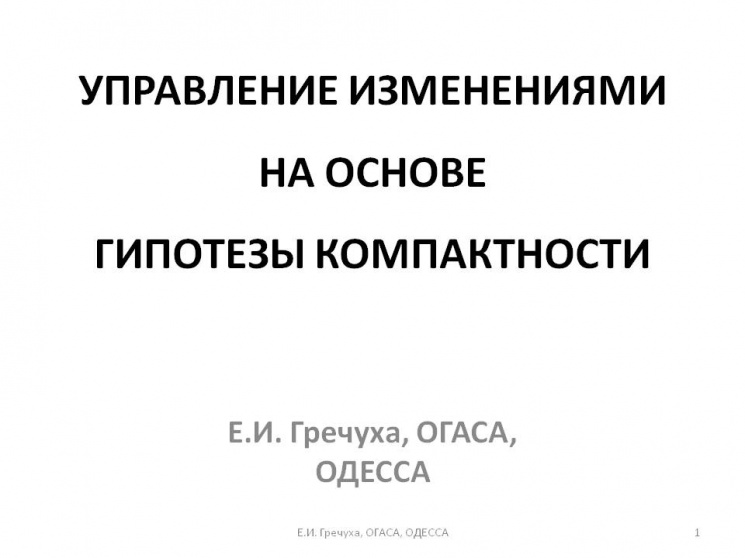 УПРАВЛЕНИЕ ИЗМЕНЕНИЯМИ
НА ОСНОВЕ
ГИПОТЕЗЫ КОМПАКТНОСТИ
Е.И. Гречуха, ОГАСА,
ОДЕССА
Е.И. Гречуха, ОГАСА, ОДЕССА
1